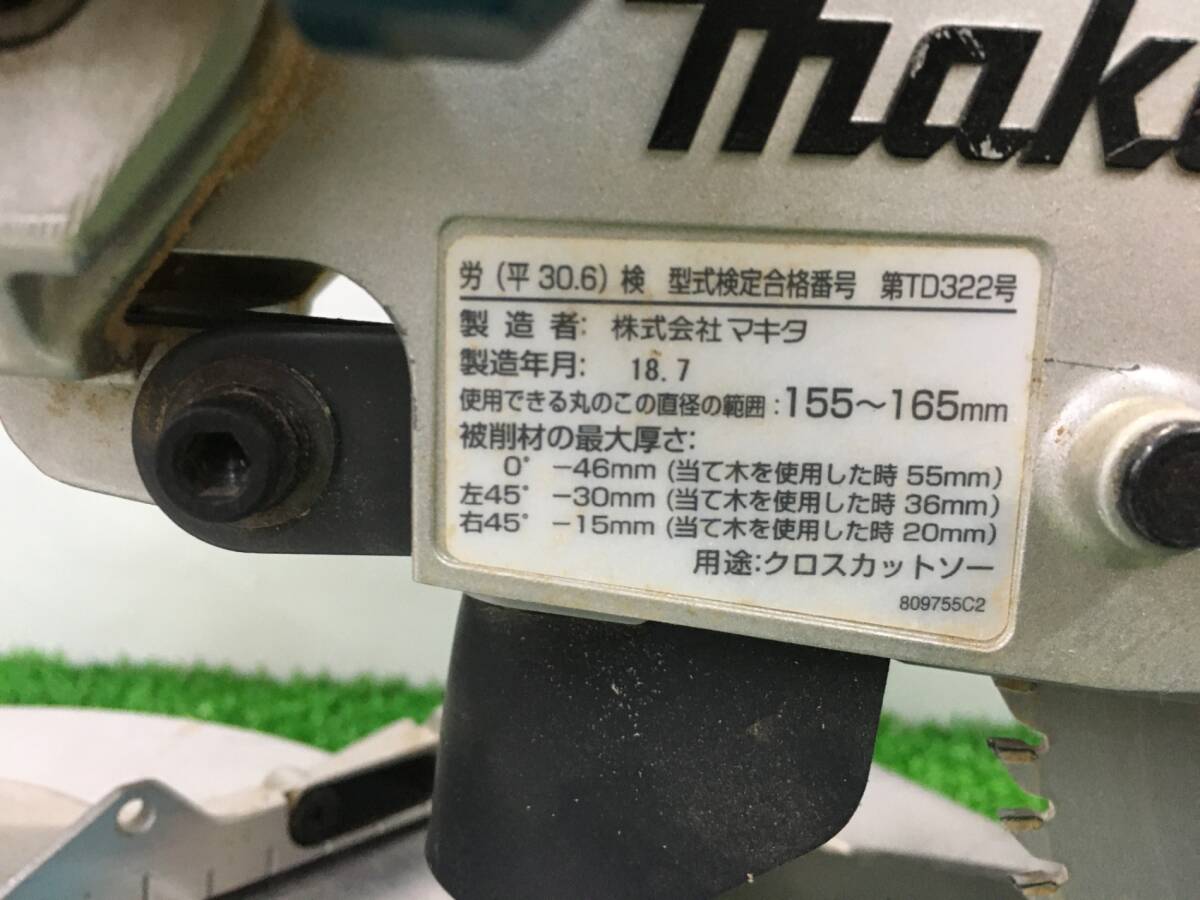 mak
労(平 30.6)検 型式検定合格番号 第TD322号
製造者: 株式会社マキタ
製造年月: 18.7
使用できる丸のこの直径の範囲:155〜165mm
被削材の最大厚さ:
0° −46mm (当て木を使用した時 55mm)
左45° −30mm (当て木を使用した時 36mm)
右45° −15mm (当て木を使用した時 20mm)
用途:クロスカットソー
809755C2